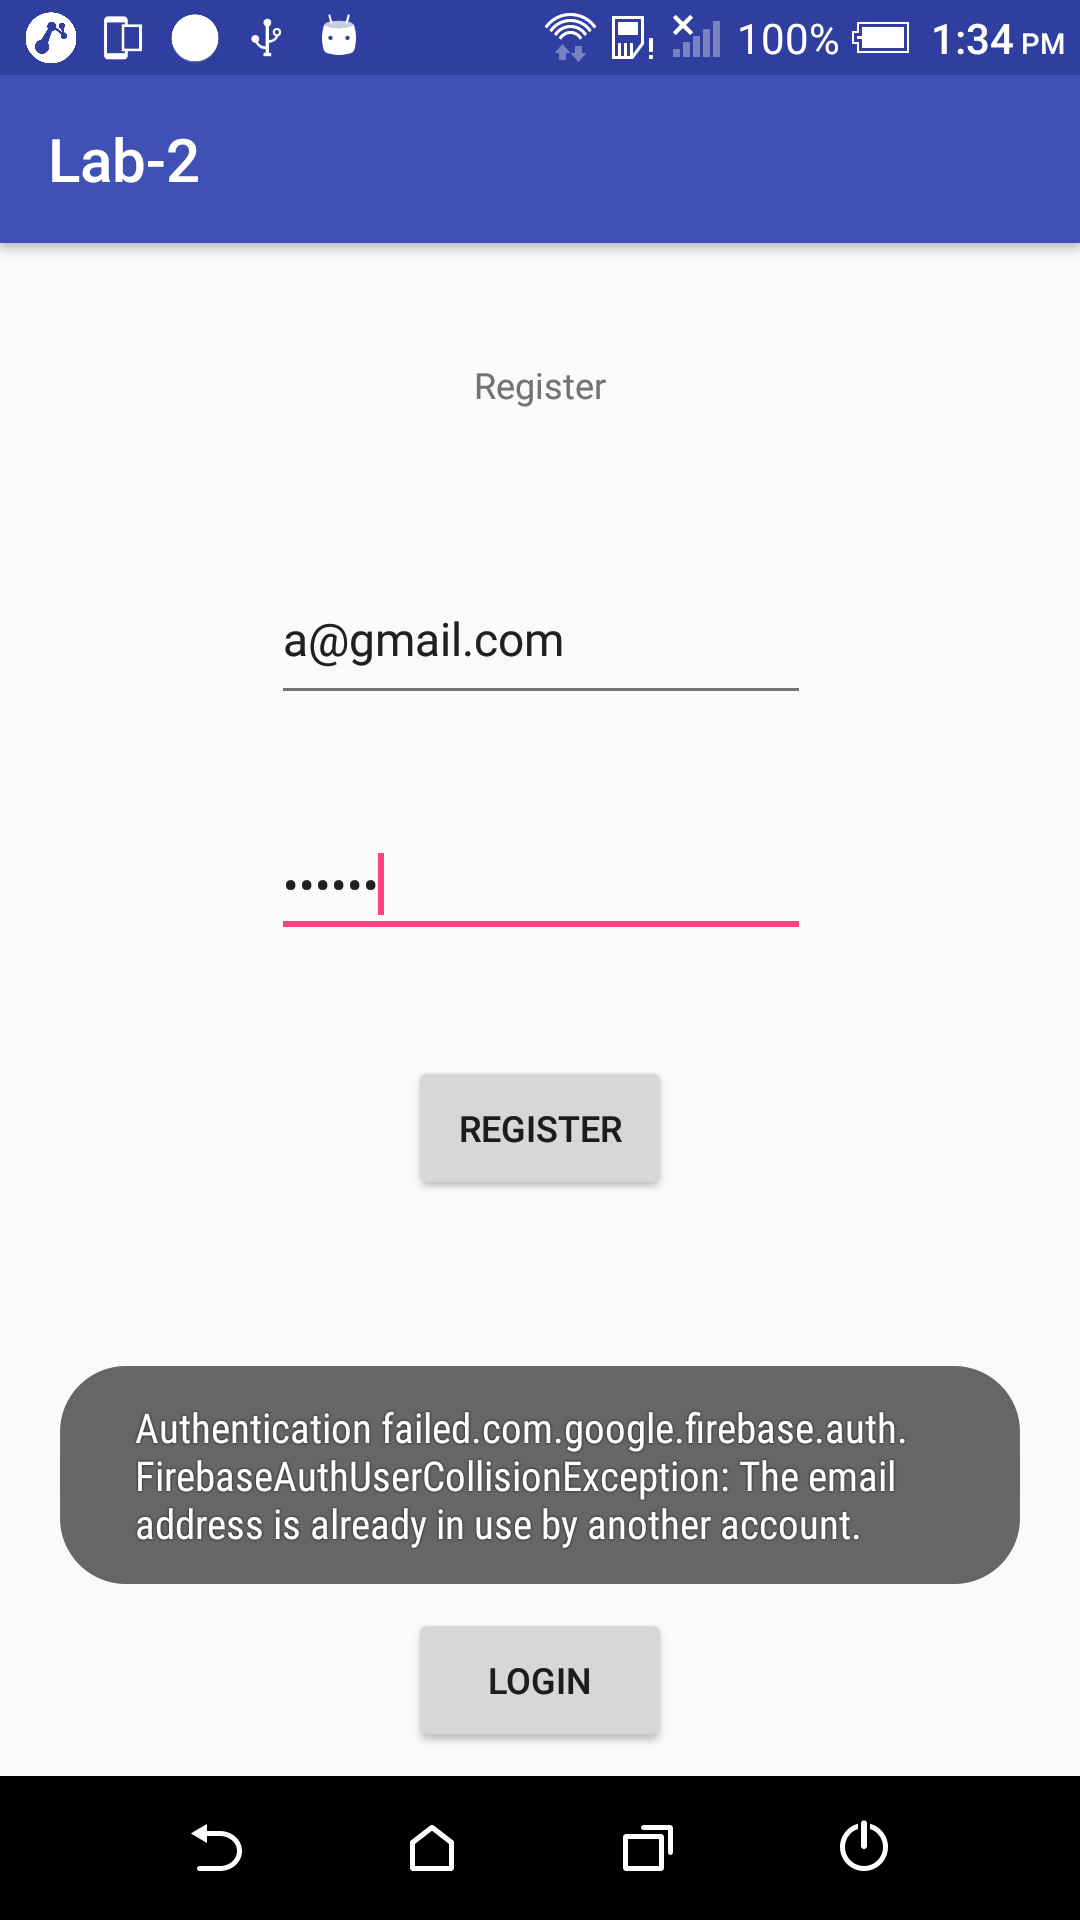 100% 1:34 PM
Lab-2
Register
a@gmail.com
••••••
REGISTER
Authentication failed.com.google.firebase.auth.
FirebaseAuthUserCollisionException: The email
address is already in use by another account.
LOGIN